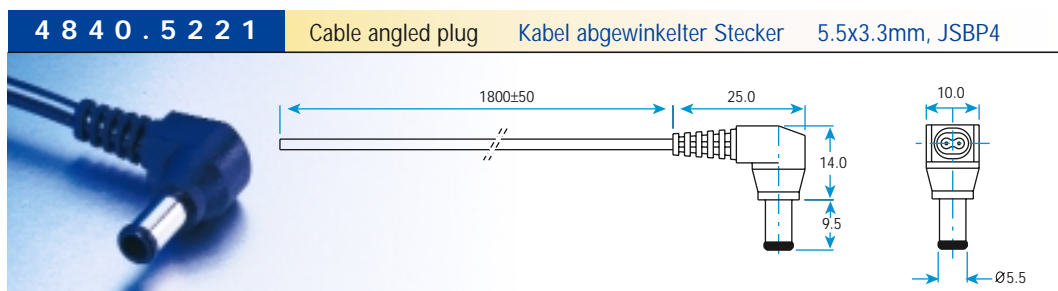 4840.5221 Cable angled plug Kabel abgewinkelter Stecker 5.5x3.3mm, JSBP4
1800±50 25.0 10.0
14.0
9.5
Ø5.5